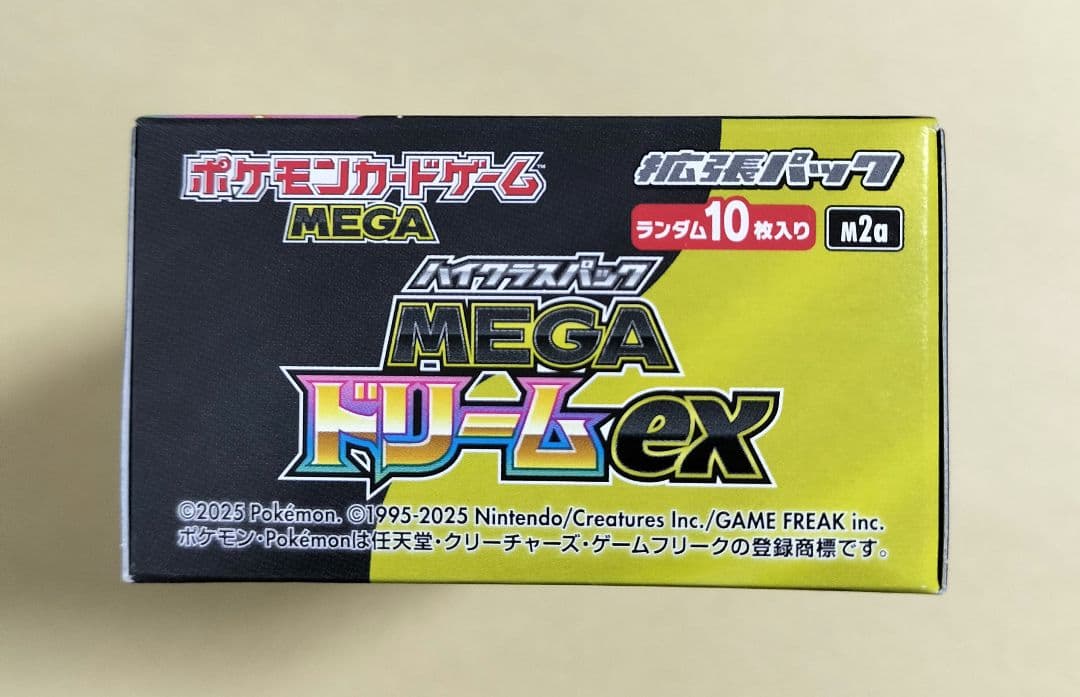 ポケモンカードゲーム™
MEGA
拡張パック
ランダム10枚入り
M2a
ハイクラスパック
MEGA
ドリームex
©2025 Pokémon. ©1995-2025 Nintendo/Creatures Inc./GAME FREAK inc.
ポケモン・Pokémonは任天堂・クリーチャーズ・ゲームフリークの登録商標です。